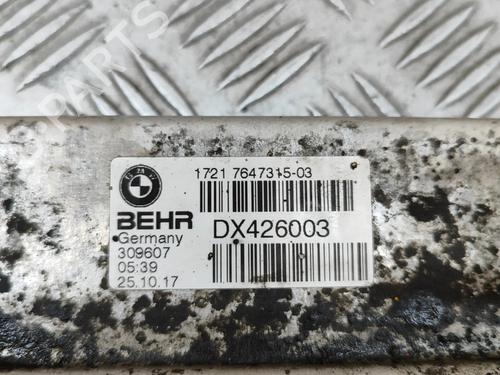 1721 7647315-03
BEHR
DX426003
Germany
309607
05:39
25.10.17